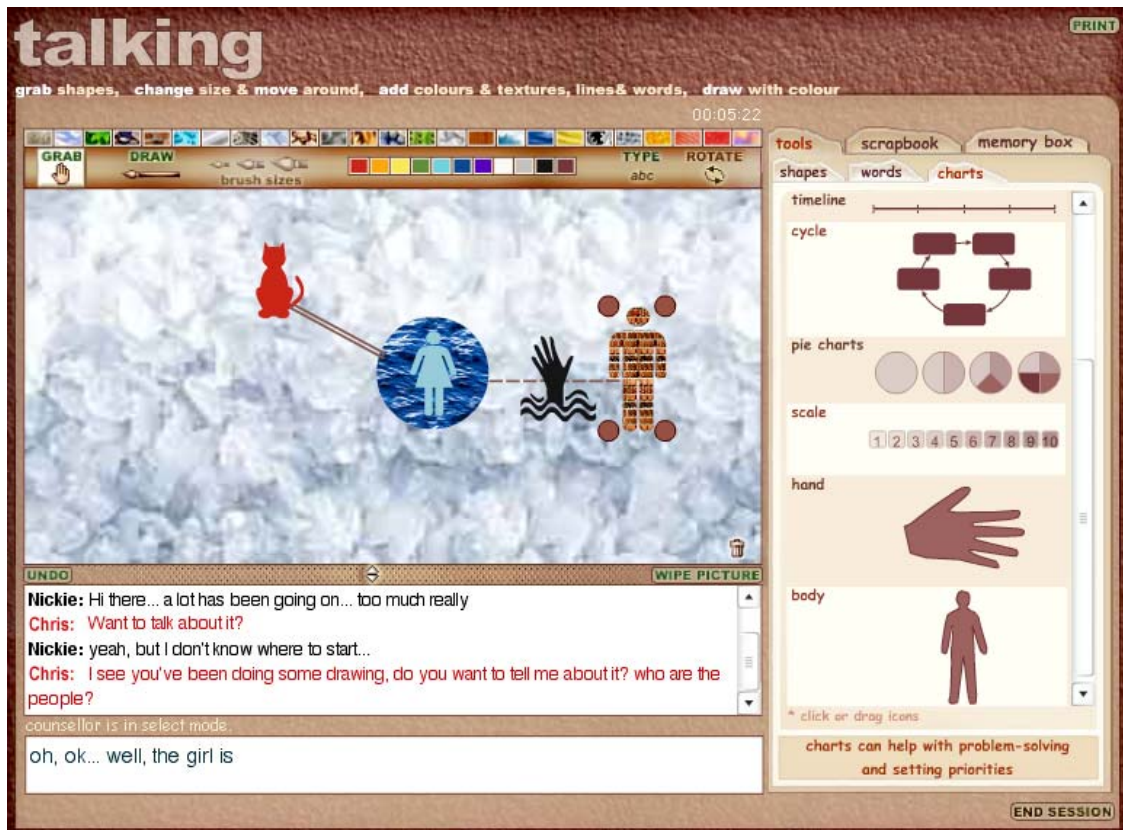 talking
PRINT
grab shapes, change size & move around, add colours & textures, lines& words, draw with colour
00:05:22
GRAB
DRAW
brush sizes
TYPE
abc
ROTATE
tools
scrapbook
memory box
shapes
words
charts
timeline
cycle
pie charts
scale
1 2 3 4 5 6 7 8 9 10
hand
body
* click or drag icons
charts can help with problem-solving
and setting priorities
UNDO
WIPE PICTURE
Nickie: Hi there... a lot has been going on... too much really
Chris: Want to talk about it?
Nickie: yeah, but I don't know where to start...
Chris: I see you've been doing some drawing, do you want to tell me about it? who are the
people?
counsellor is in select mode.
oh, ok... well, the girl is
END SESSION